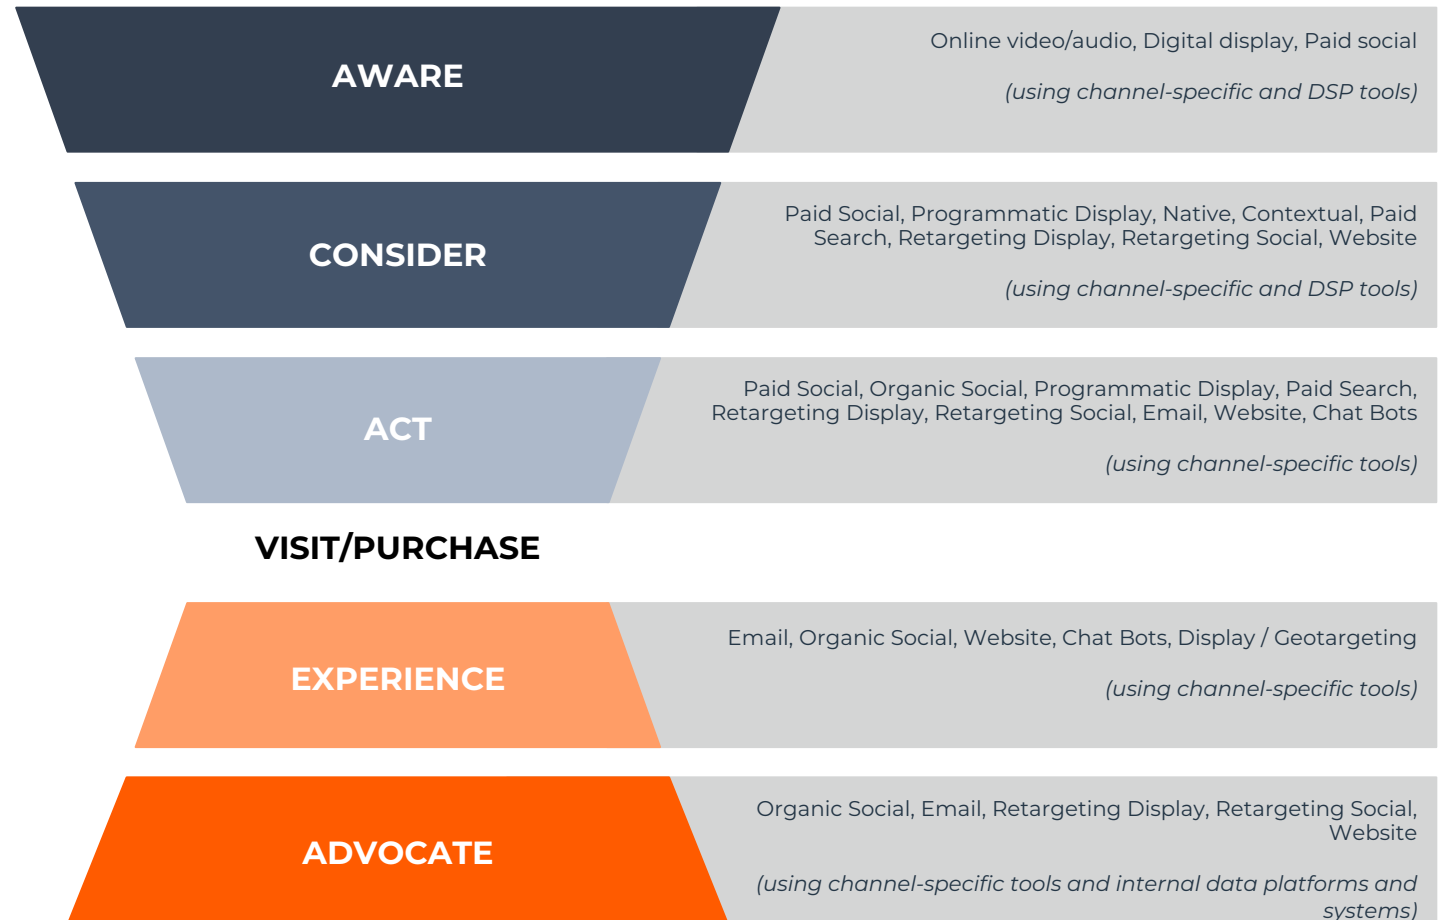 AWARE
Online video/audio, Digital display, Paid social
(using channel-specific and DSP tools)
CONSIDER
Paid Social, Programmatic Display, Native, Contextual, Paid
Search, Retargeting Display, Retargeting Social, Website
(using channel-specific and DSP tools)
ACT
Paid Social, Organic Social, Programmatic Display, Paid Search,
Retargeting Display, Retargeting Social, Email, Website, Chat Bots
(using channel-specific tools)
VISIT/PURCHASE
EXPERIENCE
Email, Organic Social, Website, Chat Bots, Display / Geotargeting
(using channel-specific tools)
ADVOCATE
Organic Social, Email, Retargeting Display, Retargeting Social,
Website
(using channel-specific tools and internal data platforms and
systems)